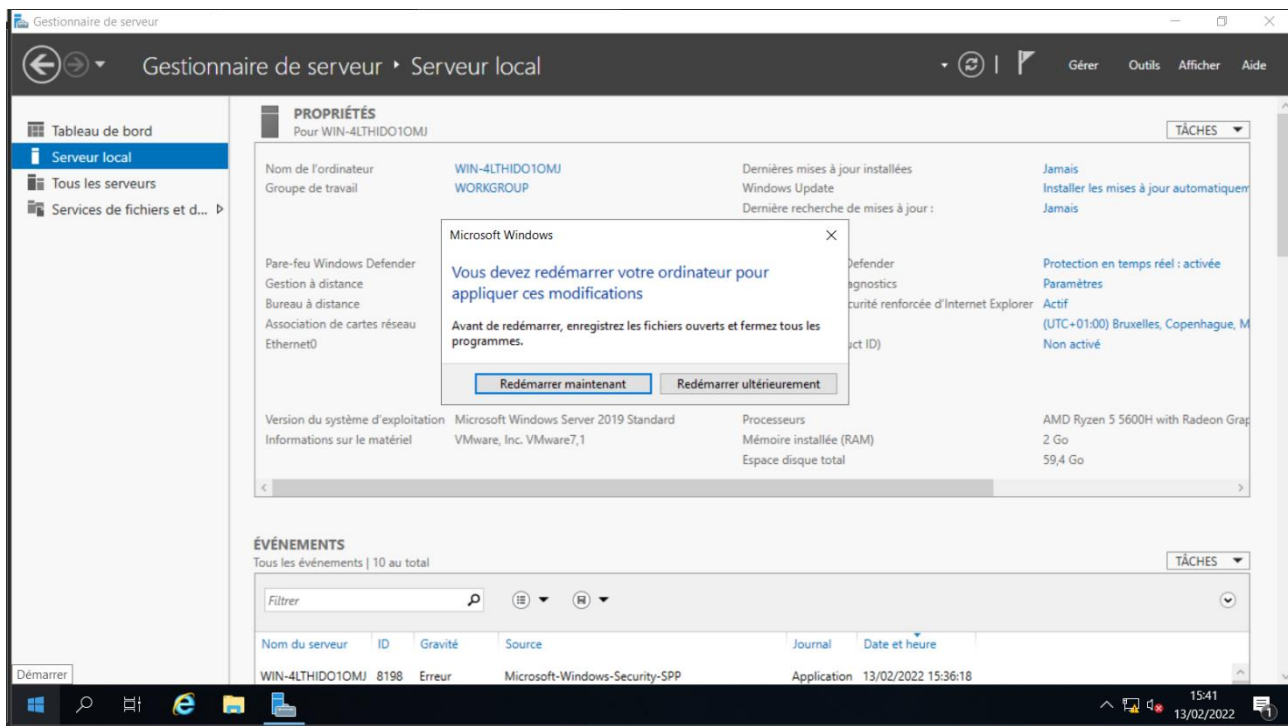 Gestionnaire de serveur
Gestionnaire de serveur • Serveur local
Gérer Outils Afficher Aide
Tableau de bord
Serveur local
Tous les serveurs
Services de fichiers et d...
PROPRIÉTÉS
Pour WIN-4LTHIDO1OMJ
TÂCHES
Nom de l'ordinateur WIN-4LTHIDO1OMJ Dernières mises à jour installées Jamais
Groupe de travail WORKGROUP Windows Update Installer les mises à jour automatiquem
Dernière recherche de mises à jour : Jamais
Microsoft Windows
Vous devez redémarrer votre ordinateur pour
appliquer ces modifications
Avant de redémarrer, enregistrez les fichiers ouverts et fermez tous les
programmes.
Redémarrer maintenant Redémarrer ultérieurement
Pare-feu Windows Defender Defender Protection en temps réel : activée
Gestion à distance agnostics Paramètres
Bureau à distance curité renforcée d'Internet Explorer Actif
Association de cartes réseau (UTC+01:00) Bruxelles, Copenhague, M
Ethernet0 uct ID) Non activé
Version du système d'exploitation Microsoft Windows Server 2019 Standard Processeurs AMD Ryzen 5 5600H with Radeon Grap
Informations sur le matériel VMware, Inc. VMware7,1 Mémoire installée (RAM) 2 Go
Espace disque total 59,4 Go
ÉVÉNEMENTS
Tous les événements | 10 au total
TÂCHES
Filtrer
Nom du serveur ID Gravité Source Journal Date et heure
WIN-4LTHIDO1OMJ 8198 Erreur Microsoft-Windows-Security-SPP Application 13/02/2022 15:36:18
Démarrer
15:41
13/02/2022
1